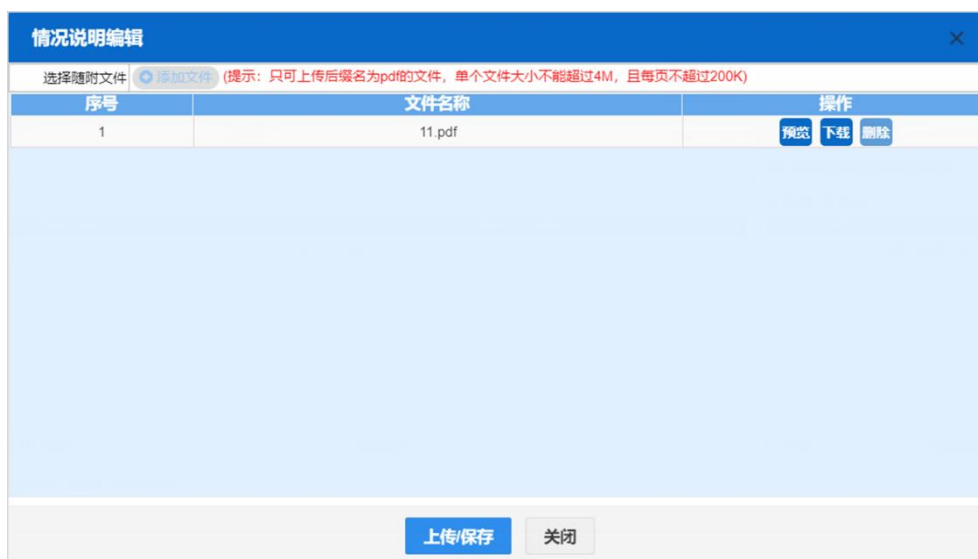 情况说明编辑
选择随附文件 添加文件 (提示：只可上传后缀名为pdf的文件，单个文件大小不能超过4M，且每页不超过200K)
序号 文件名称 操作
1 11.pdf 预览 下载 删除
上传/保存 关闭